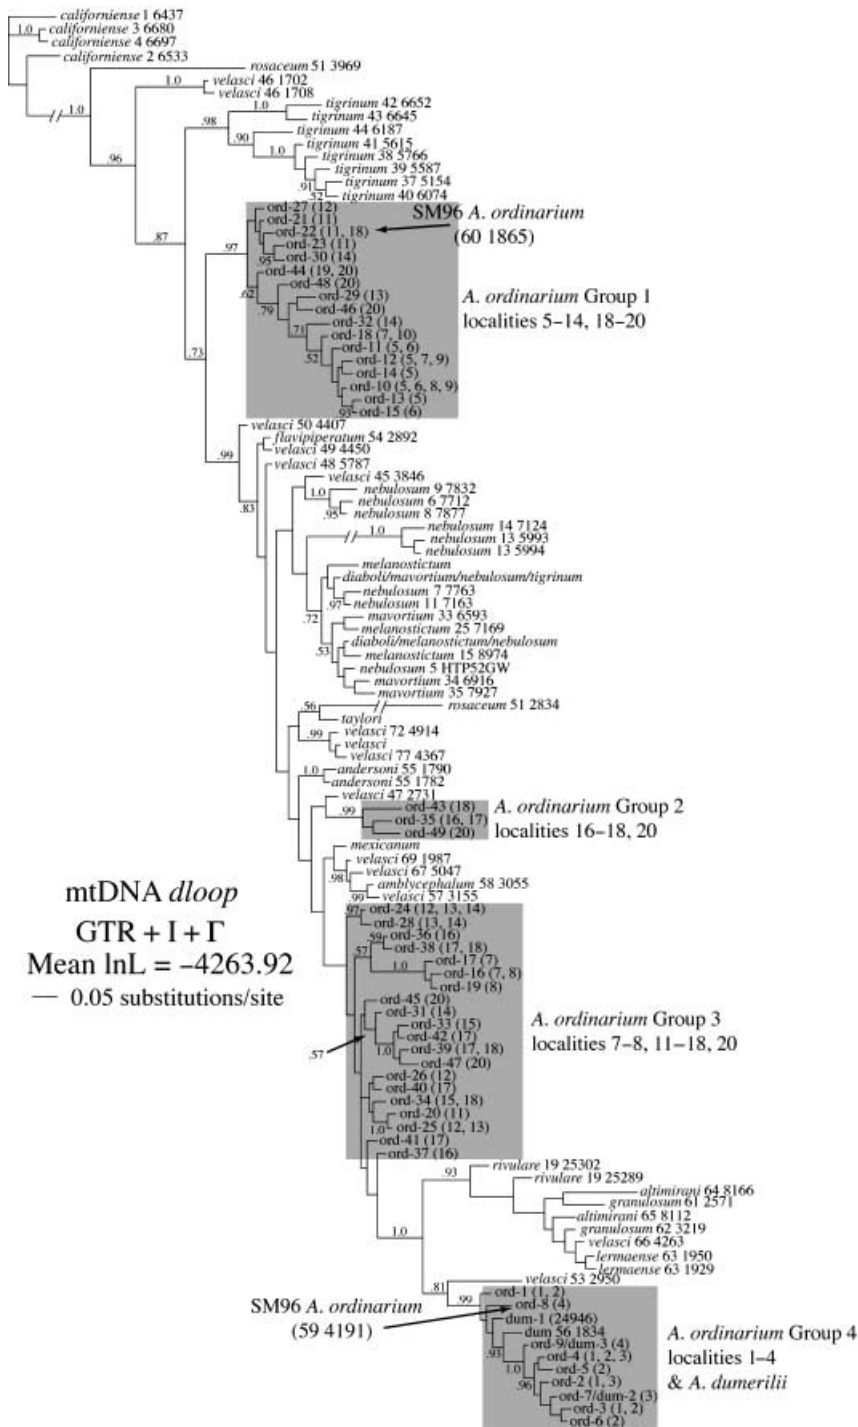 californiense 1 6437
1.0
californiense 3 6680
californiense 4 6697
californiense 2 6533
rosaceum 51 3969
1.0
velasci 46 1702
velasci 46 1708
1.0
tigrinum 42 6652
1.0
tigrinum 43 6645
.98
tigrinum 44 6187
.90
tigrinum 41 5615
1.0
tigrinum 38 5766
.96
tigrinum 39 5587
.91
tigrinum 37 5154
.52
tigrinum 40 6074
ord-27 (12)
SM96 A. ordinarium
ord-21 (11)
ord-22 (11, 18)
(60 1865)
.87
.97
ord-23 (11)
.95
ord-30 (14)
ord-44 (19, 20)
.62
ord-48 (20)
ord-29 (13)
A. ordinarium Group 1
.79
ord-46 (20)
localities 5–14, 18–20
ord-32 (14)
.71
ord-18 (7, 10)
ord-11 (5, 6)
.73
.52
ord-12 (5, 7, 9)
ord-14 (5)
ord-10 (5, 6, 8, 9)
ord-13 (5)
.93
ord-15 (6)
velasci 50 4407
flavipiperatum 54 2892
.99
velasci 49 4450
velasci 48 5787
velasci 45 3846
1.0
nebulosum 9 7832
nebulosum 6 7712
.83
.95
nebulosum 8 7877
1.0
nebulosum 14 7124
nebulosum 13 5993
nebulosum 13 5994
melanostictum
diaboli/mavortium/nebulosum/tigrinum
nebulosum 7 7763
.97
nebulosum 11 7163
.72
mavortium 33 6593
melanostictum 25 7169
diaboli/melanostictum/nebulosum
.53
melanostictum 15 8974
nebulosum 5 HTP52GW
mavortium 34 6916
mavortium 35 7927
.56
rosaceum 51 2834
taylori
.99
velasci 72 4914
velasci
velasci 77 4367
1.0
andersoni 55 1790
andersoni 55 1782
velasci 47 2731
.99
ord-43 (18)
A. ordinarium Group 2
ord-35 (16, 17)
ord-49 (20)
localities 16–18, 20
mexicanum
velasci 69 1987
velasci 67 5047
.98
amblycephalum 58 3055
.99
velasci 57 3155
mtDNA dloop
.97
ord-24 (12, 13, 14)
ord-28 (13, 14)
GTR + I + Γ
.59
ord-36 (16)
.57
ord-38 (17, 18)
Mean lnL = −4263.92
1.0
ord-17 (7)
ord-16 (7, 8)
ord-19 (8)
0.05 substitutions/site
ord-45 (20)
ord-31 (14)
A. ordinarium Group 3
ord-33 (15)
ord-42 (17)
localities 7–8, 11–18, 20
1.0
ord-39 (17, 18)
.57
ord-47 (20)
ord-26 (12)
ord-40 (17)
ord-34 (15, 18)
ord-20 (11)
1.0
ord-25 (12, 13)
ord-41 (17)
ord-37 (16)
.93
rivulare 19 25302
rivulare 19 25289
altimirani 64 8166
granulosum 61 2571
altimirani 65 8112
granulosum 62 3219
1.0
velasci 66 4263
lermaense 63 1950
lermaense 63 1929
.81
velasci 53 2950
ord-1 (1, 2)
SM96 A. ordinarium
.99
ord-8 (4)
(59 4191)
dum-1 (24946)
dum 56 1834
A. ordinarium Group 4
.93
ord-9/dum-3 (4)
ord-4 (1, 2, 3)
localities 1–4
1.0
ord-5 (2)
.96
ord-2 (1, 3)
& A. dumerilii
ord-7/dum-2 (3)
ord-3 (1, 2)
ord-6 (2)